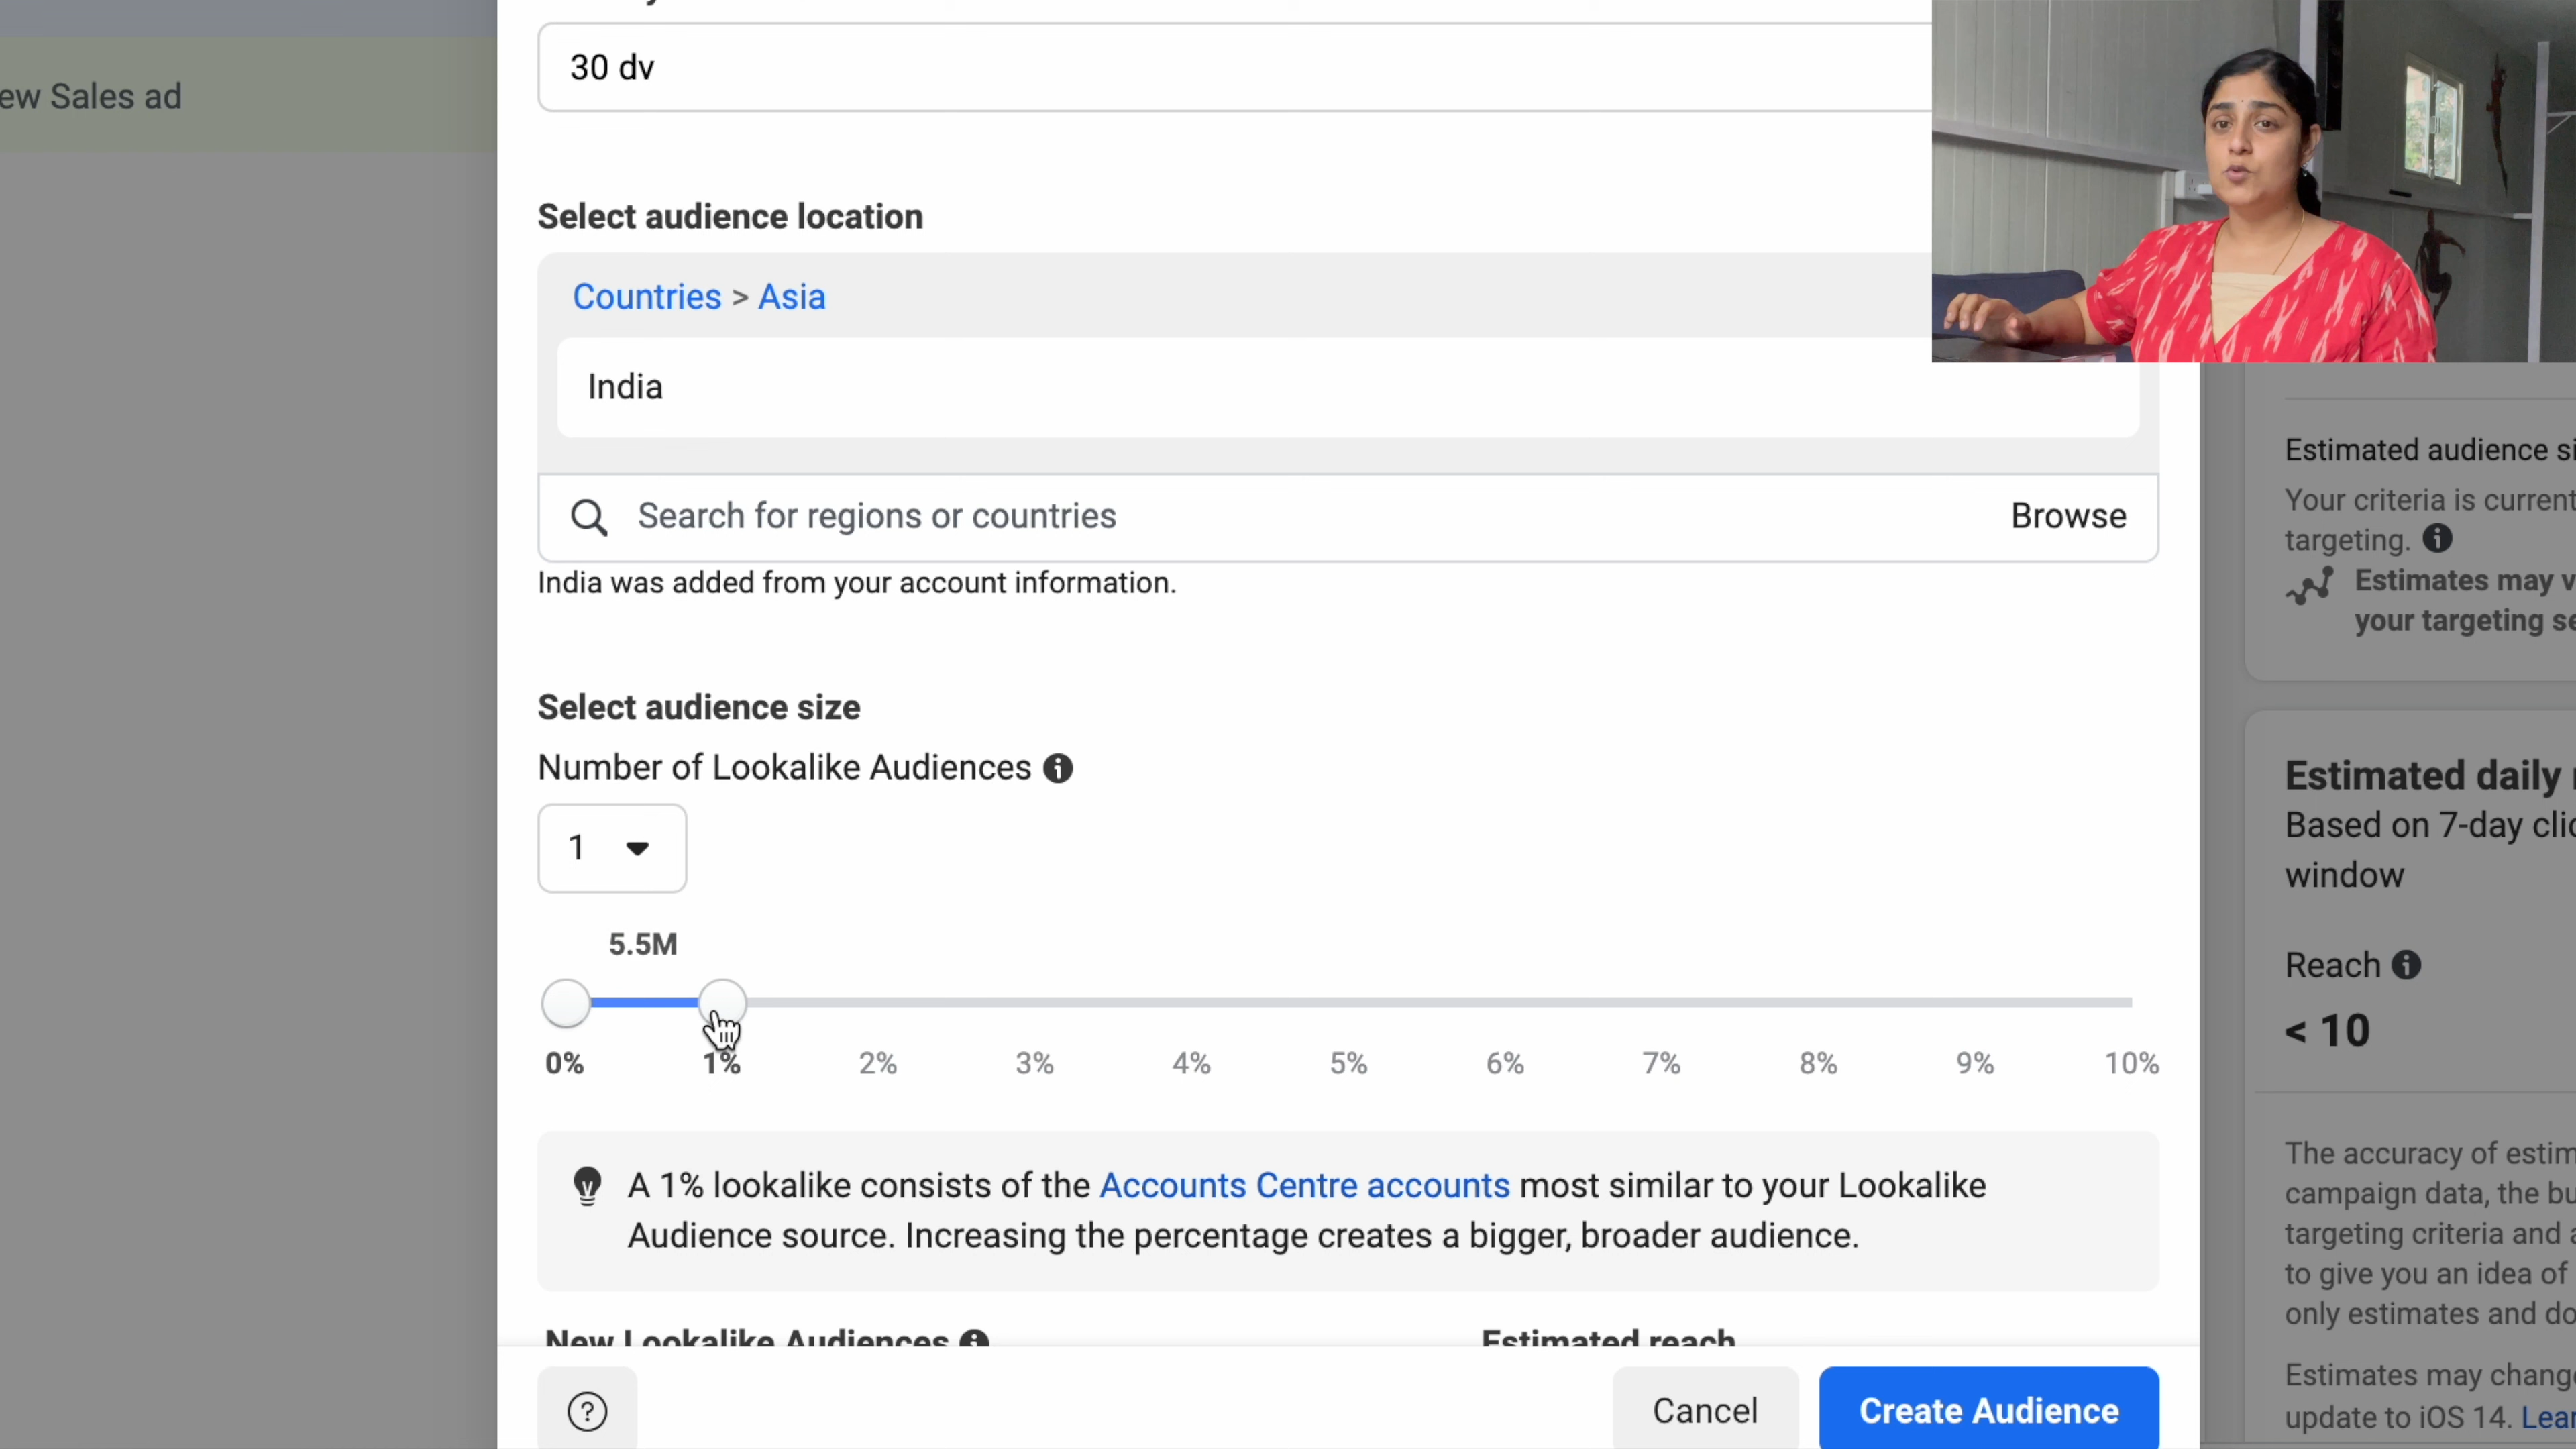 ew Sales ad
30 dv
Select audience location
Countries > Asia
India
Search for regions or countries
Browse
India was added from your account information.
Select audience size
Number of Lookalike Audiences
1
5.5M
0% 1% 2% 3% 4% 5% 6% 7% 8% 9% 10%
A 1% lookalike consists of the Accounts Centre accounts most similar to your Lookalike
Audience source. Increasing the percentage creates a bigger, broader audience.
New Lookalike Audiences
Estimated reach
Cancel
Create Audience
Estimated audience si
Your criteria is current
targeting.
Estimates may v
your targeting se
Estimated daily
Based on 7-day clic
window
Reach
< 10
The accuracy of estim
campaign data, the bu
targeting criteria and a
to give you an idea of
only estimates and do
Estimates may chang
update to iOS 14. Lear